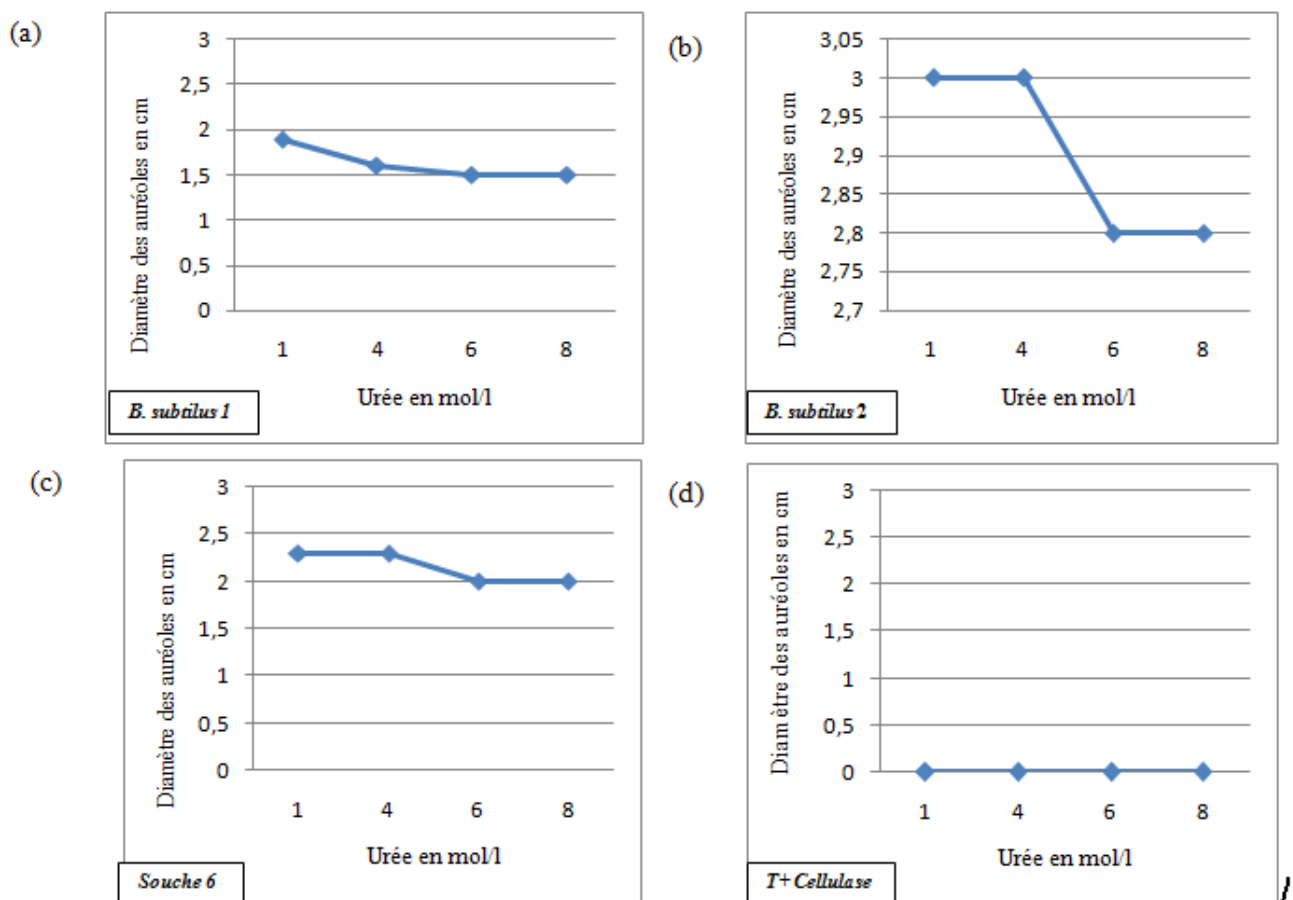 (a)
3
2,5
2
1,5
1
0,5
0
Diamètre des auréoles en cm
1 4 6 8
Urée en mol/l
B. subtilus 1
(b)
3,05
3
2,95
2,9
2,85
2,8
2,75
2,7
Diamètre des auréoles en cm
1 4 6 8
Urée en mol/l
B. subtilus 2
(c)
3
2,5
2
1,5
1
0,5
0
Diamètre des auréoles en cm
1 4 6 8
Urée en mol/l
Souche 6
(d)
3
2,5
2
1,5
1
0,5
0
Diamètre des auréoles en cm
1 4 6 8
Urée en mol/l
T+ Cellulase